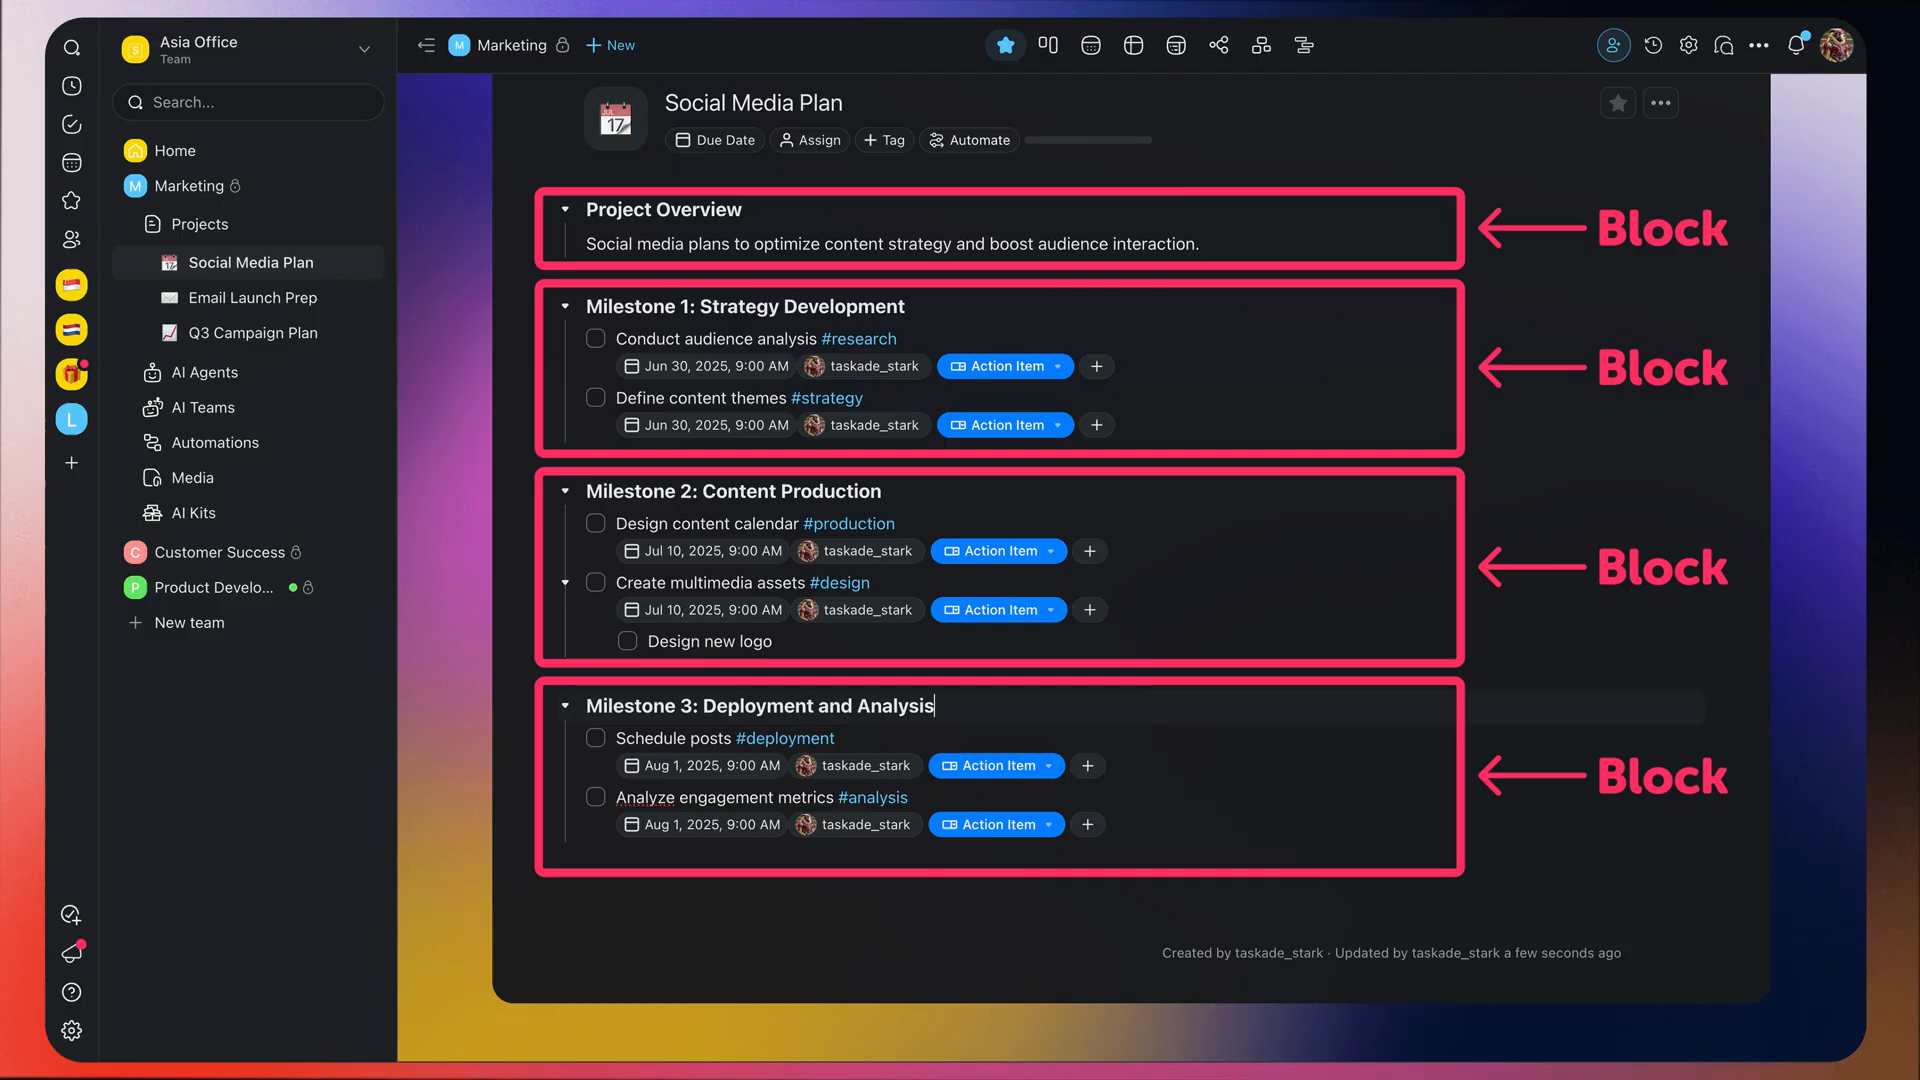 Asia Office
Team
Search...
Home
Marketing
Projects
Social Media Plan
Email Launch Prep
Q3 Campaign Plan
AI Agents
AI Teams
Automations
Media
AI Kits
Customer Success
Product Develo...
New team
L
Marketing
New
JUL
17
Social Media Plan
Due Date
Assign
Tag
Automate
Project Overview
Social media plans to optimize content strategy and boost audience interaction.
Block
Milestone 1: Strategy Development
Conduct audience analysis #research
Jun 30, 2025, 9:00 AM taskade_stark Action Item
Define content themes #strategy
Jun 30, 2025, 9:00 AM taskade_stark Action Item
Block
Milestone 2: Content Production
Design content calendar #production
Jul 10, 2025, 9:00 AM taskade_stark Action Item
Create multimedia assets #design
Jul 10, 2025, 9:00 AM taskade_stark Action Item
Design new logo
Block
Milestone 3: Deployment and Analysis
Schedule posts #deployment
Aug 1, 2025, 9:00 AM taskade_stark Action Item
Analyze engagement metrics #analysis
Aug 1, 2025, 9:00 AM taskade_stark Action Item
Block
Created by taskade_stark · Updated by taskade_stark a few seconds ago